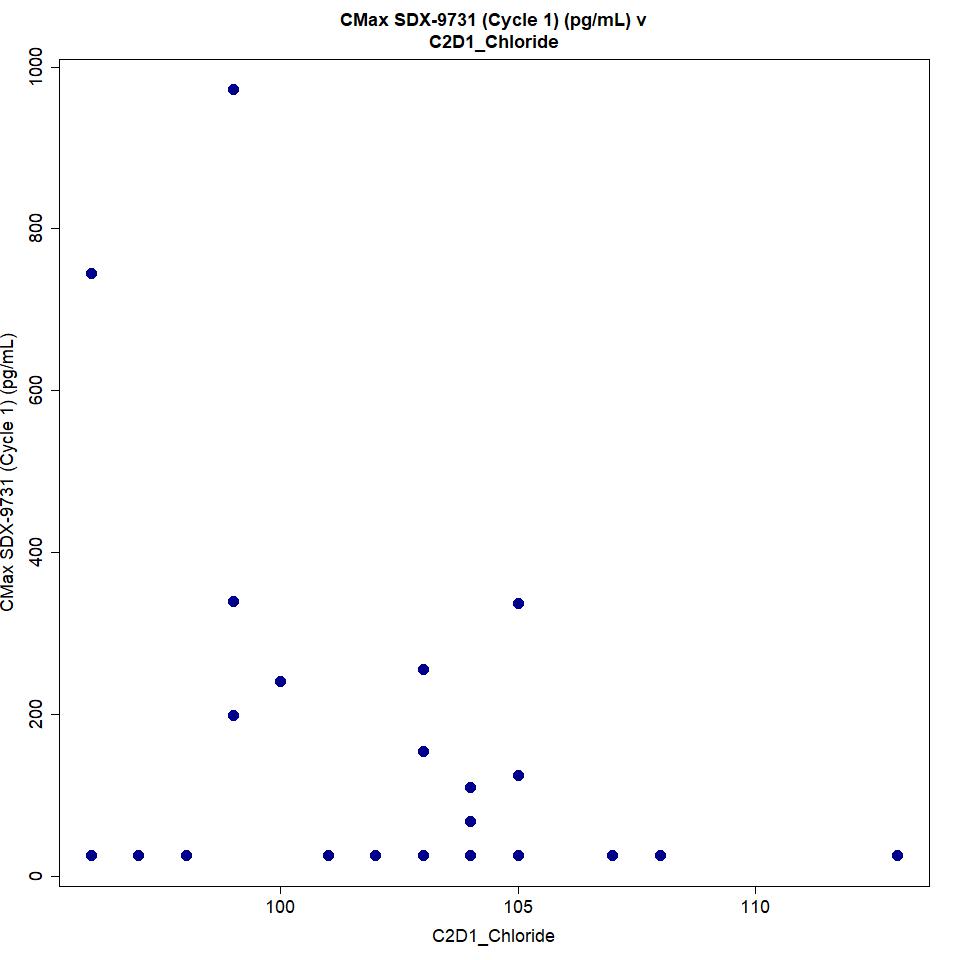 CMax SDX-9731 (Cycle 1) (pg/mL) v
C2D1_Chloride
1000
800
600
400
200
0
CMax SDX-9731 (Cycle 1) (pg/mL)
100 105 110
C2D1_Chloride